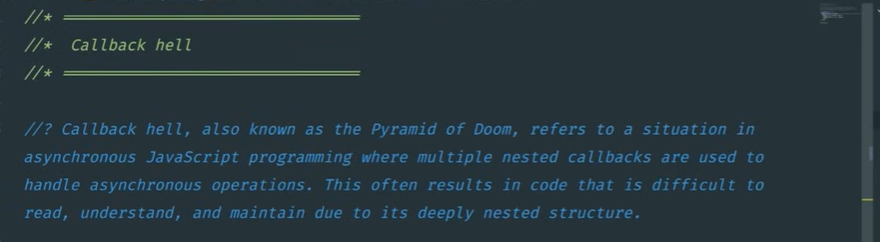 //* ══════════════════════════════
//*  Callback hell
//* ══════════════════════════════
//? Callback hell, also known as the Pyramid of Doom, refers to a situation in
asynchronous JavaScript programming where multiple nested callbacks are used to
handle asynchronous operations. This often results in code that is difficult to
read, understand, and maintain due to its deeply nested structure.